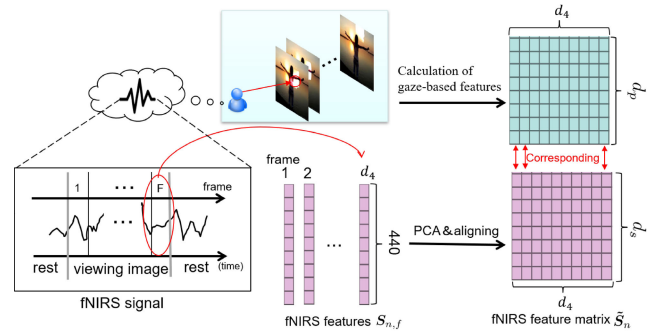 d₄
Calculation of
gaze-based features
dₚ
Corresponding
1 ··· F frame
rest viewing image rest (time)
fNIRS signal
frame
1 2 d₄
...
440
fNIRS features Sₙ,f
PCA & aligning
dₛ
d₄
fNIRS feature matrix S̃ₙ